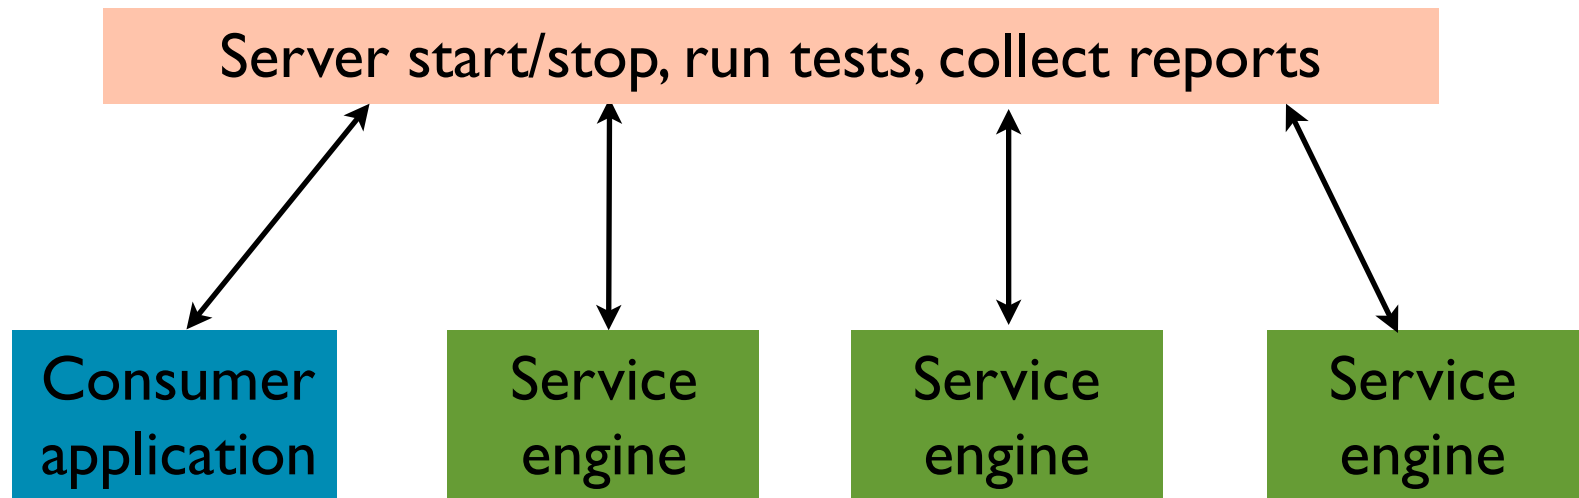 Server start/stop, run tests, collect reports
Consumer
application
Service
engine
Service
engine
Service
engine